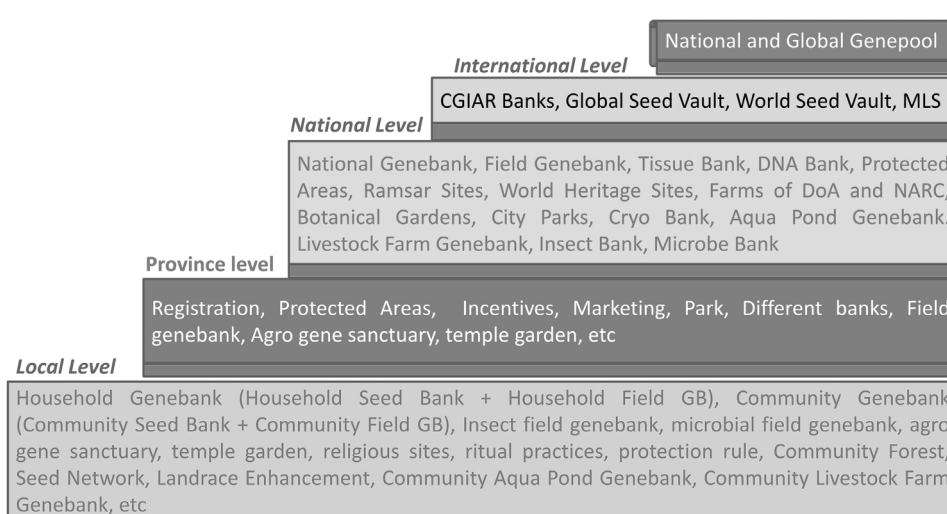 National and Global Genepool
International Level
CGIAR Banks, Global Seed Vault, World Seed Vault, MLS
National Level
National Genebank, Field Genebank, Tissue Bank, DNA Bank, Protected
Areas, Ramsar Sites, World Heritage Sites, Farms of DoA and NARC,
Botanical Gardens, City Parks, Cryo Bank, Aqua Pond Genebank.
Livestock Farm Genebank, Insect Bank, Microbe Bank
Province level
Registration, Protected Areas, Incentives, Marketing, Park, Different banks, Field
genebank, Agro gene sanctuary, temple garden, etc
Local Level
Household Genebank (Household Seed Bank + Household Field GB), Community Genebank
(Community Seed Bank + Community Field GB), Insect field genebank, microbial field genebank, agro
gene sanctuary, temple garden, religious sites, ritual practices, protection rule, Community Forest,
Seed Network, Landrace Enhancement, Community Aqua Pond Genebank, Community Livestock Farm
Genebank, etc